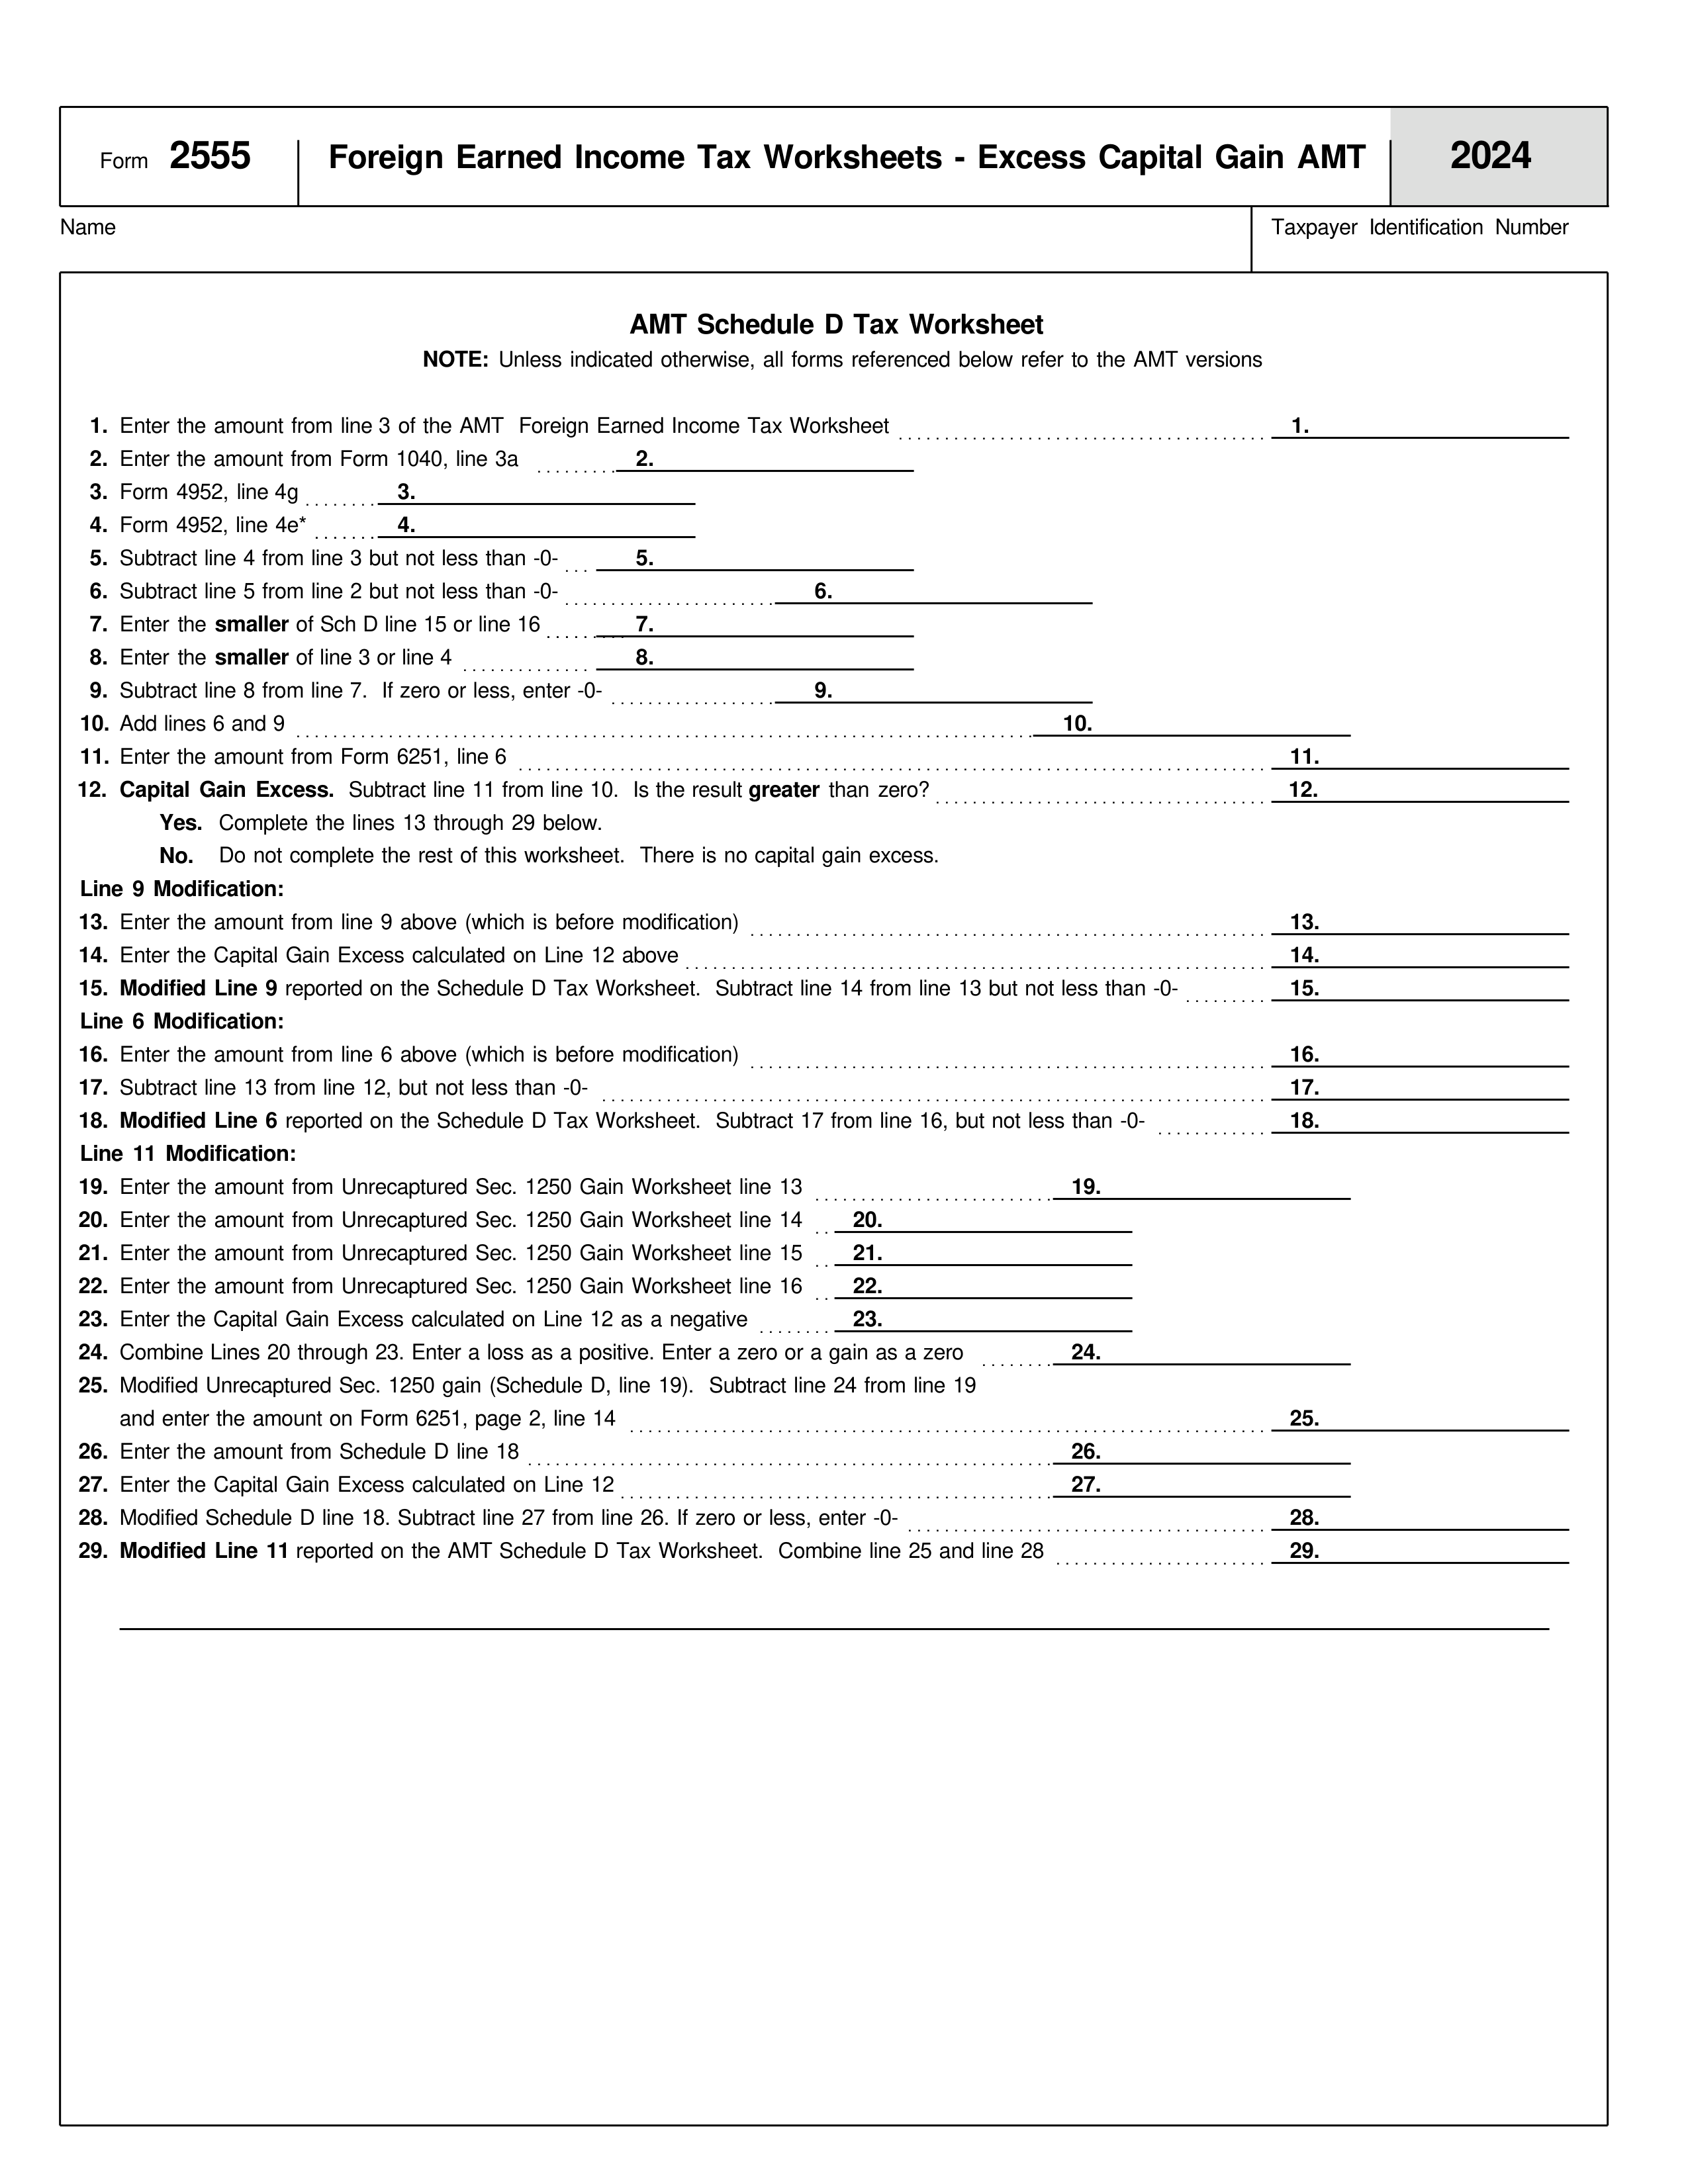 Form 2555 Foreign Earned Income Tax Worksheets - Excess Capital Gain AMT 2024
Name Taxpayer Identification Number
AMT Schedule D Tax Worksheet
NOTE: Unless indicated otherwise, all forms referenced below refer to the AMT versions
1. Enter the amount from line 3 of the AMT Foreign Earned Income Tax Worksheet 1.
2. Enter the amount from Form 1040, line 3a 2.
3. Form 4952, line 4g 3.
4. Form 4952, line 4e* 4.
5. Subtract line 4 from line 3 but not less than -0- 5.
6. Subtract line 5 from line 2 but not less than -0- 6.
7. Enter the smaller of Sch D line 15 or line 16 7.
8. Enter the smaller of line 3 or line 4 8.
9. Subtract line 8 from line 7. If zero or less, enter -0- 9.
10. Add lines 6 and 9 10.
11. Enter the amount from Form 6251, line 6 11.
12. Capital Gain Excess. Subtract line 11 from line 10. Is the result greater than zero? 12.
Yes. Complete the lines 13 through 29 below.
No. Do not complete the rest of this worksheet. There is no capital gain excess.
Line 9 Modification:
13. Enter the amount from line 9 above (which is before modification) 13.
14. Enter the Capital Gain Excess calculated on Line 12 above 14.
15. Modified Line 9 reported on the Schedule D Tax Worksheet. Subtract line 14 from line 13 but not less than -0- 15.
Line 6 Modification:
16. Enter the amount from line 6 above (which is before modification) 16.
17. Subtract line 13 from line 12, but not less than -0- 17.
18. Modified Line 6 reported on the Schedule D Tax Worksheet. Subtract 17 from line 16, but not less than -0- 18.
Line 11 Modification:
19. Enter the amount from Unrecaptured Sec. 1250 Gain Worksheet line 13 19.
20. Enter the amount from Unrecaptured Sec. 1250 Gain Worksheet line 14 20.
21. Enter the amount from Unrecaptured Sec. 1250 Gain Worksheet line 15 21.
22. Enter the amount from Unrecaptured Sec. 1250 Gain Worksheet line 16 22.
23. Enter the Capital Gain Excess calculated on Line 12 as a negative 23.
24. Combine Lines 20 through 23. Enter a loss as a positive. Enter a zero or a gain as a zero 24.
25. Modified Unrecaptured Sec. 1250 gain (Schedule D, line 19). Subtract line 24 from line 19
and enter the amount on Form 6251, page 2, line 14 25.
26. Enter the amount from Schedule D line 18 26.
27. Enter the Capital Gain Excess calculated on Line 12 27.
28. Modified Schedule D line 18. Subtract line 27 from line 26. If zero or less, enter -0- 28.
29. Modified Line 11 reported on the AMT Schedule D Tax Worksheet. Combine line 25 and line 28 29.